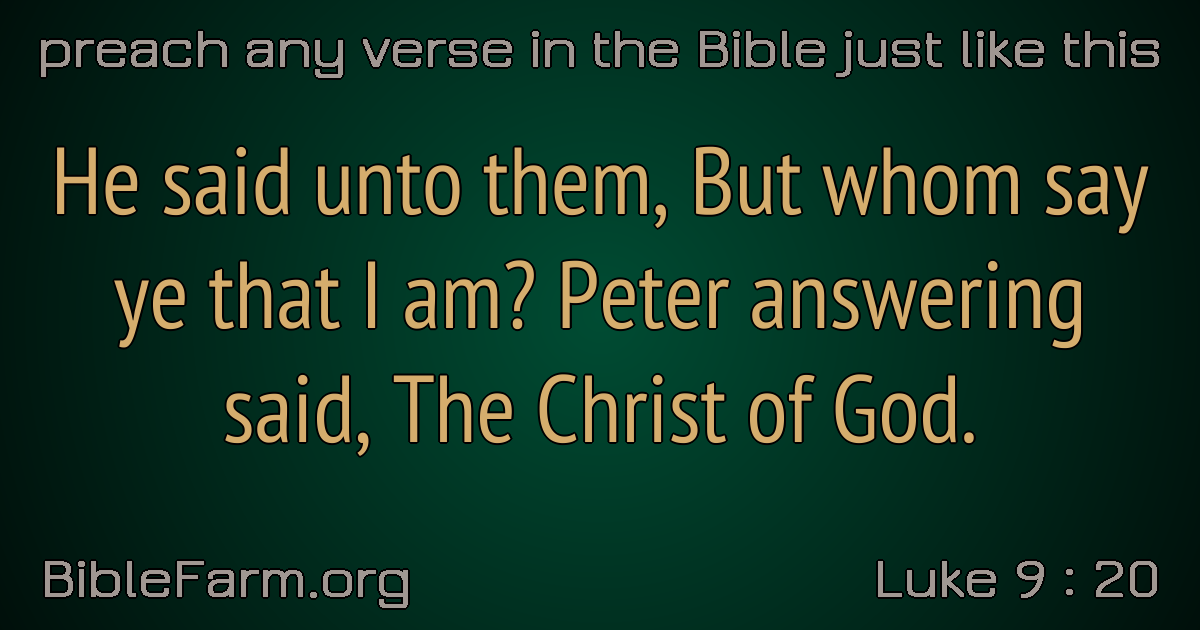 preach any verse in the Bible just like this
He said unto them, But whom say
ye that I am? Peter answering
said, The Christ of God.
BibleFarm.org
Luke 9 : 20